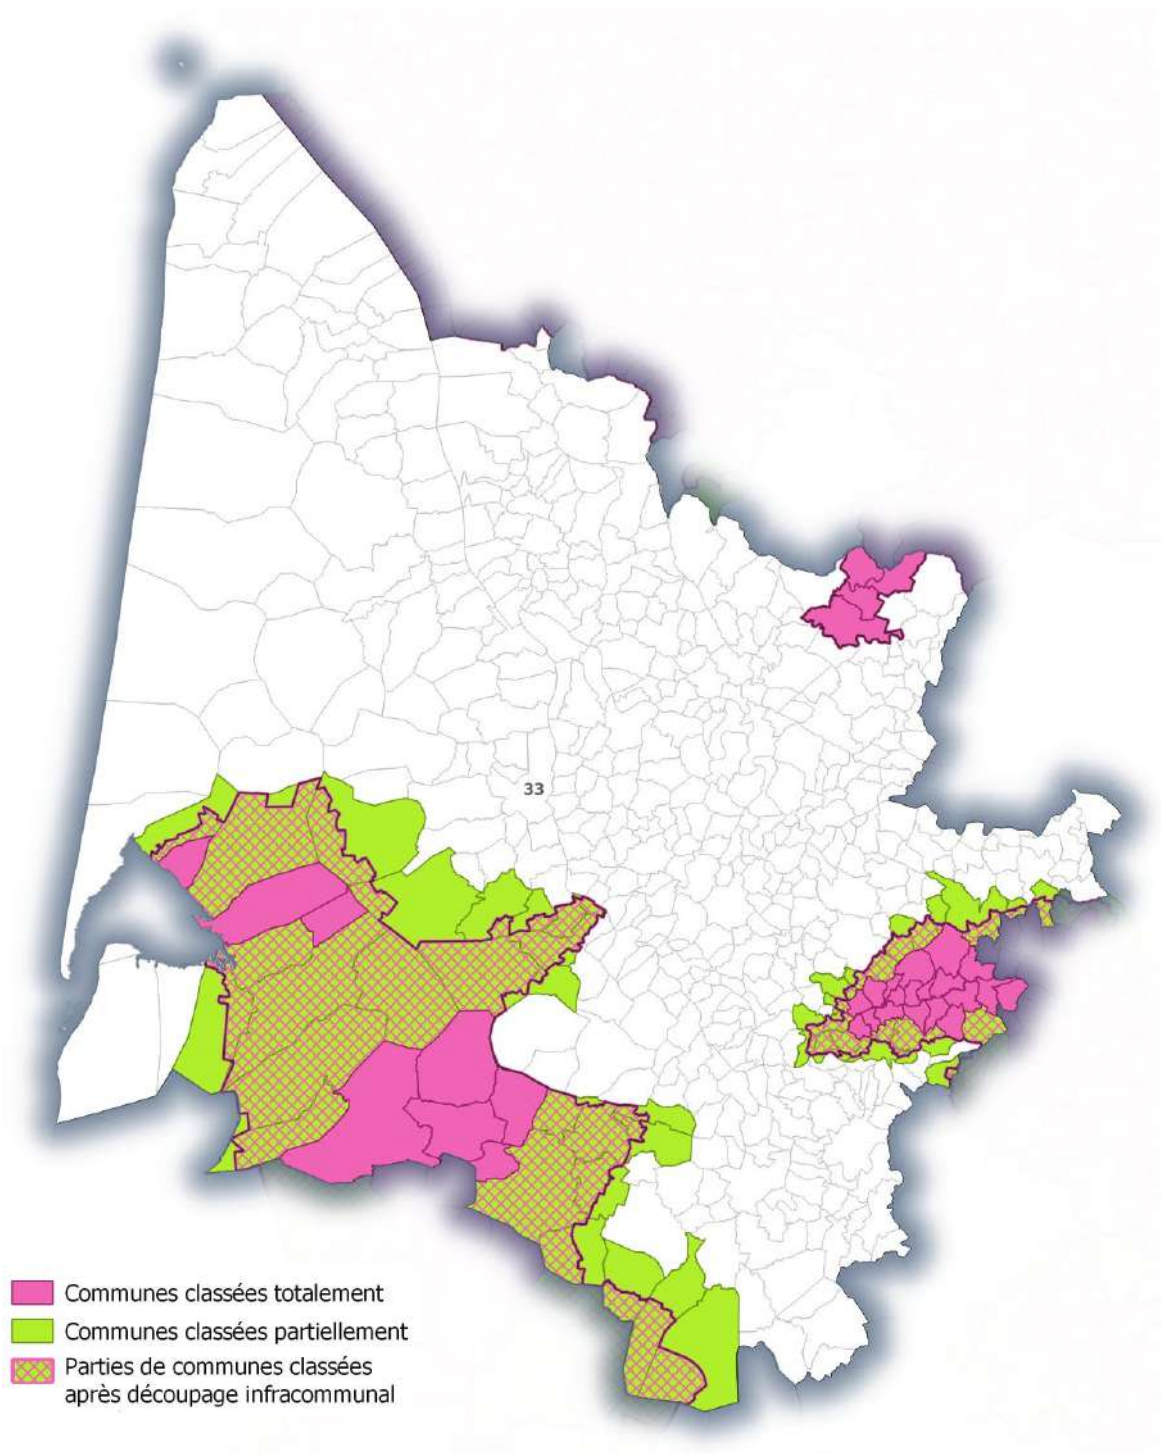 33
Communes classées totalement
Communes classées partiellement
Parties de communes classées
après découpage infracommunal